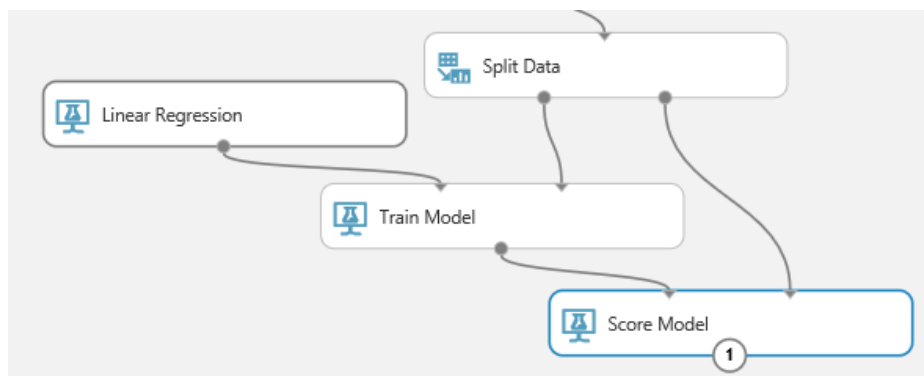 Split Data
Linear Regression
Train Model
Score Model
1